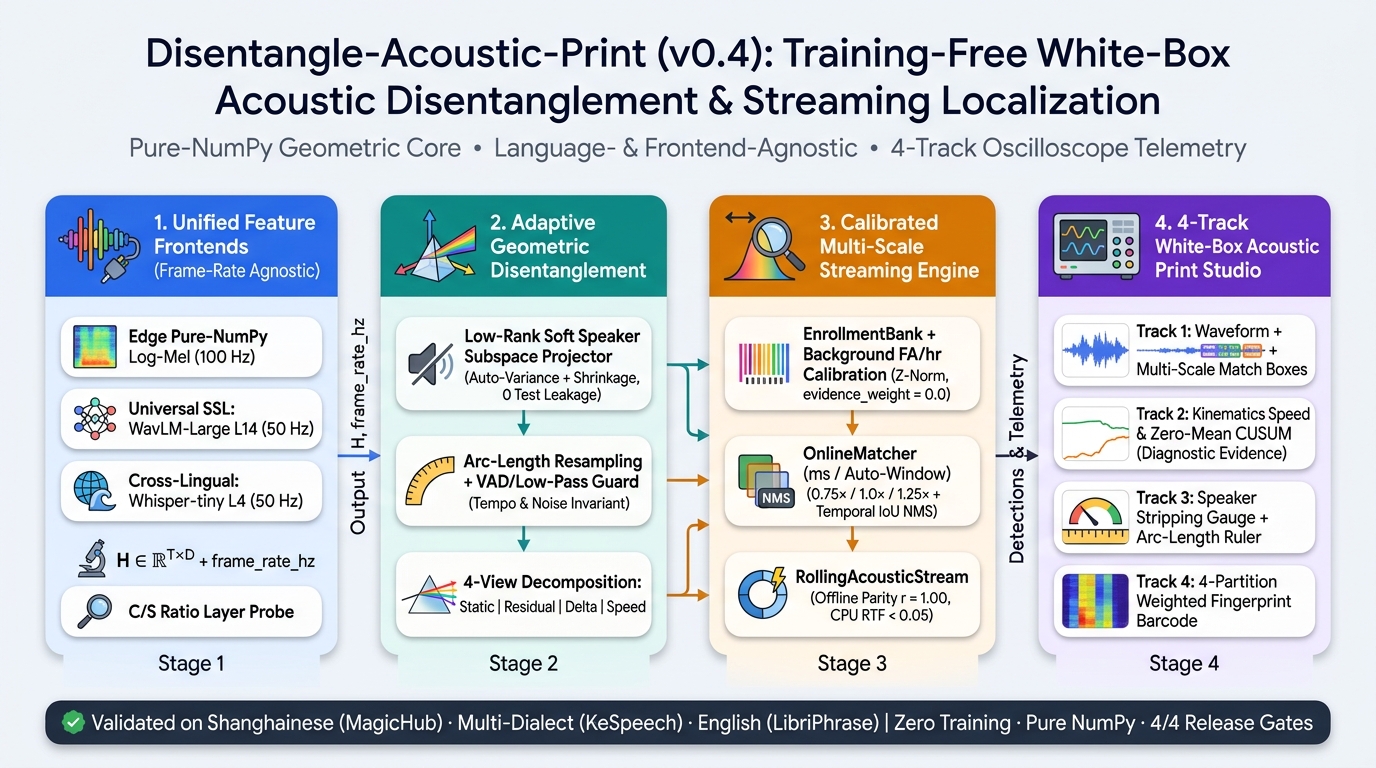 Disentangle-Acoustic-Print (v0.4): Training-Free White-Box
Acoustic Disentanglement & Streaming Localization
Pure-NumPy Geometric Core • Language- & Frontend-Agnostic • 4-Track Oscilloscope Telemetry
1. Unified Feature
Frontends
(Frame-Rate Agnostic)
Edge Pure-NumPy
Log-Mel (100 Hz)
Universal SSL:
WavLM-Large L14 (50 Hz)
Cross-Lingual:
Whisper-tiny L4 (50 Hz)
H ∈ ℝᵀˣᴰ + frame_rate_hz
C/S Ratio Layer Probe
Stage 1
Output H, frame_rate_hz
2. Adaptive
Geometric
Disentanglement
Low-Rank Soft Speaker
Subspace Projector
(Auto-Variance + Shrinkage,
0 Test Leakage)
Arc-Length Resampling
+ VAD/Low-Pass Guard
(Tempo & Noise Invariant)
4-View Decomposition:
Static | Residual | Delta | Speed
Stage 2
3. Calibrated
Multi-Scale
Streaming Engine
EnrollmentBank +
Background FA/hr
Calibration (Z-Norm,
evidence_weight = 0.0)
OnlineMatcher
(ms / Auto-Window)
(0.75× / 1.0× / 1.25× +
Temporal IoU NMS)
NMS
RollingAcousticStream
(Offline Parity r = 1.00,
CPU RTF < 0.05)
Stage 3
Detections & Telemetry
4. 4-Track
White-Box Acoustic
Print Studio
Track 1: Waveform +
+
Multi-Scale Match Boxes
Track 2: Kinematics Speed
& Zero-Mean CUSUM
(Diagnostic Evidence)
Track 3: Speaker
Stripping Gauge +
Arc-Length Ruler
Track 4: 4-Partition
Weighted Fingerprint
Barcode
Stage 4
Validated on Shanghainese (MagicHub) · Multi-Dialect (KeSpeech) · English (LibriPhrase) | Zero Training · Pure NumPy · 4/4 Release Gates